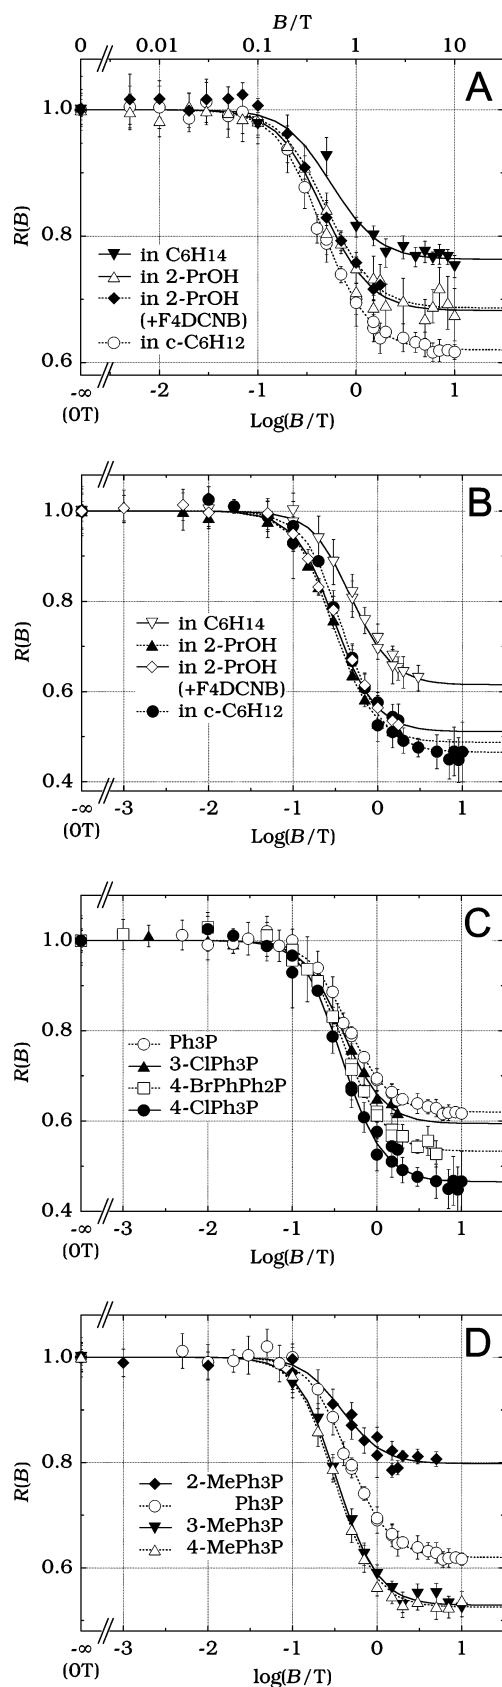 B/T
0 0.01 0.1 1 10
A
1.0
0.8
0.6
R(B)
in C6H14
in 2-PrOH
in 2-PrOH
(+F4DCNB)
in c-C6H12
-∞ -2 -1 0 1
(0T)
Log(B/T)
B
1.0
0.8
0.6
0.4
R(B)
in C6H14
in 2-PrOH
in 2-PrOH
(+F4DCNB)
in c-C6H12
-∞ -3 -2 -1 0 1
(0T)
Log(B/T)
C
1.0
0.8
0.6
0.4
R(B)
Ph3P
3-ClPh3P
4-BrPhPh2P
4-ClPh3P
-∞ -3 -2 -1 0 1
(0T)
Log(B/T)
D
1.0
0.8
0.6
R(B)
2-MePh3P
Ph3P
3-MePh3P
4-MePh3P
-∞ -3 -2 -1 0 1
(0T)
log(B/T)